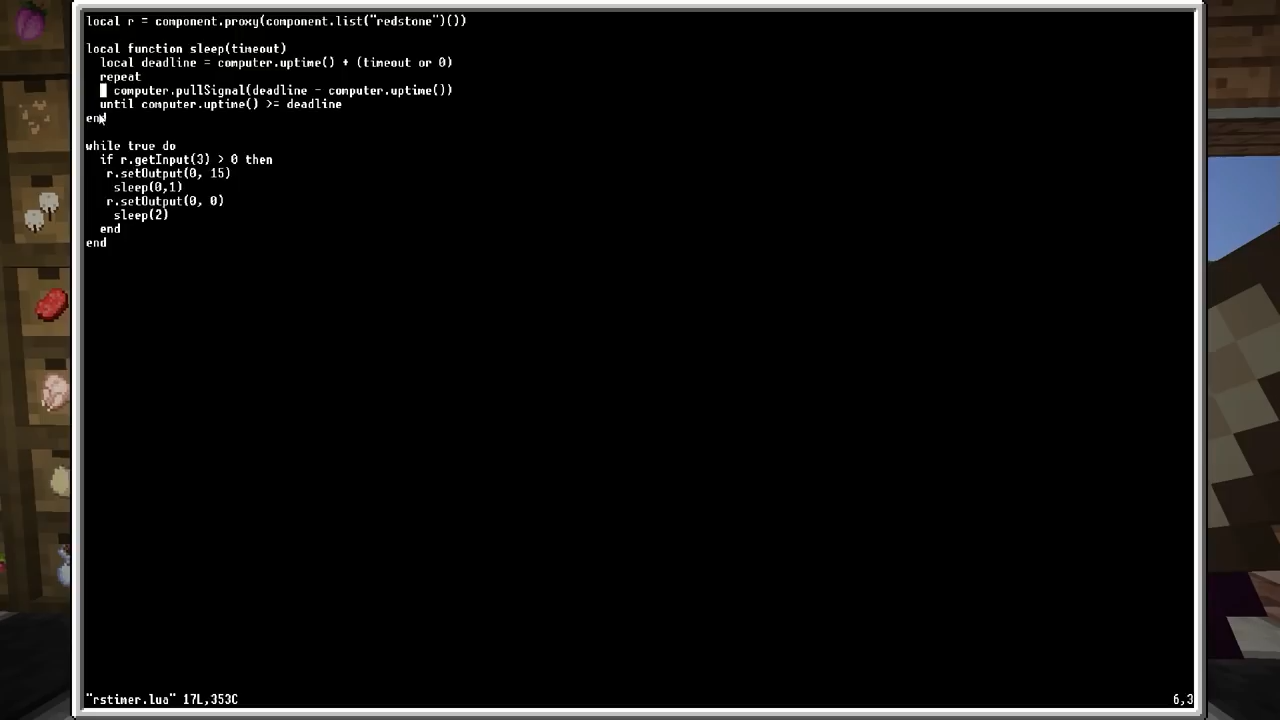 local r = component.proxy(component.list("redstone")())
local function sleep(timeout)
local deadline = computer.uptime() + (timeout or 0)
repeat
computer.pullSignal(deadline - computer.uptime())
until computer.uptime() >= deadline
end
while true do
if r.getInput(3) > 0 then
r.setOutput(0, 15)
sleep(0,1)
r.setOutput(0, 0)
sleep(2)
end
end
"rstimer.lua" 17L,353C
6,3